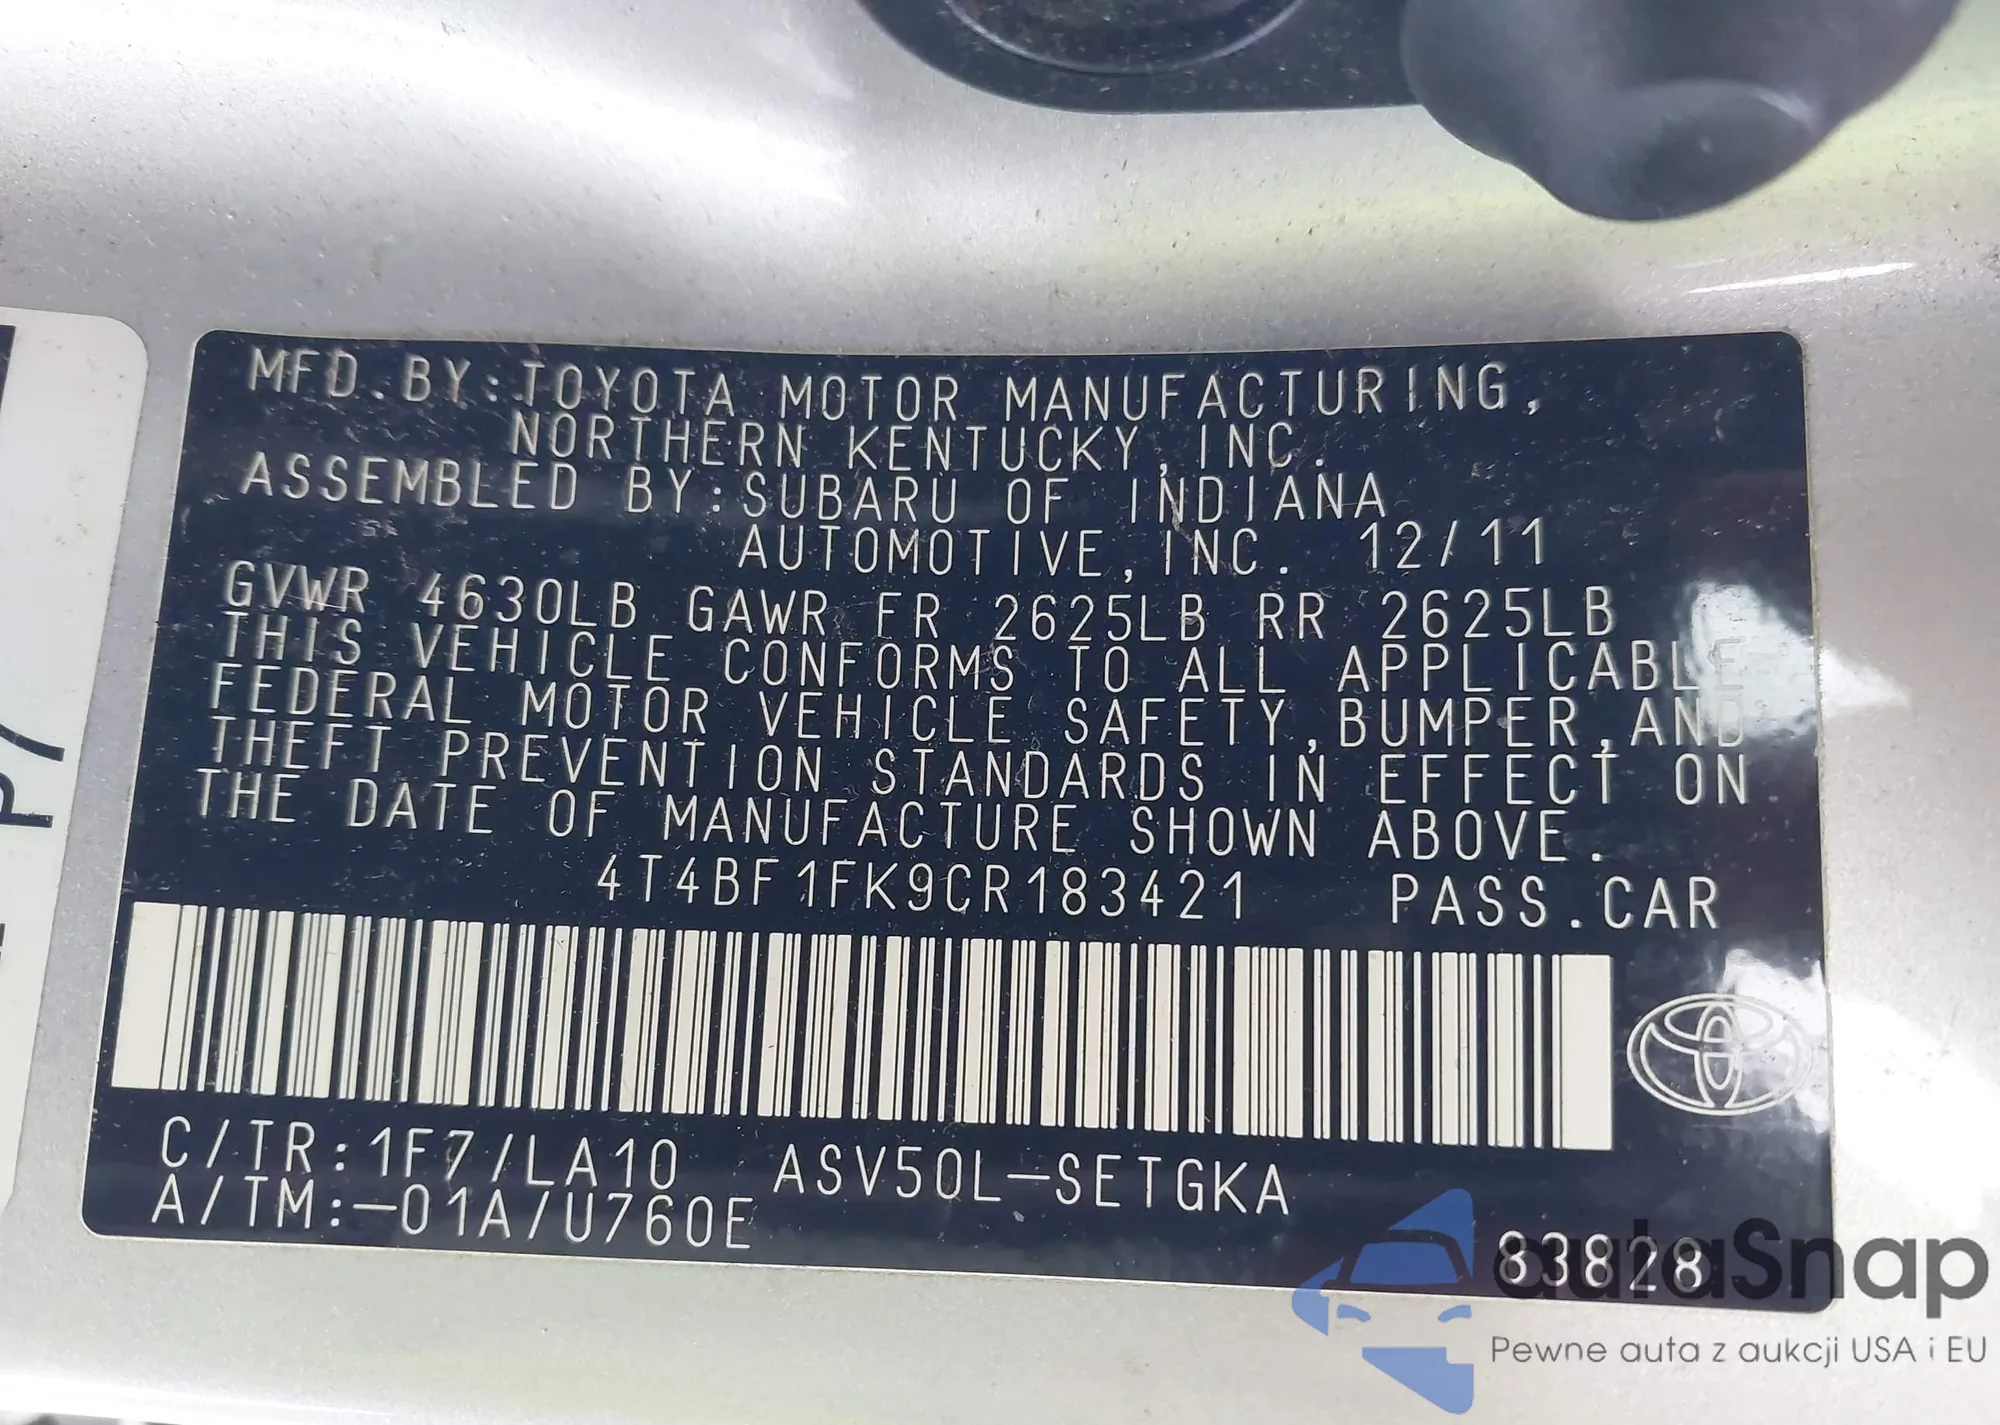 MFD.BY:TOYOTA MOTOR MANUFACTURING,
NORTHERN KENTUCKY,INC.
ASSEMBLED BY:SUBARU OF INDIANA
AUTOMOTIVE,INC. 12/11
GVWR 4630LB GAWR FR 2625LB RR 2625LB
THIS VEHICLE CONFORMS TO ALL APPLICABLE
FEDERAL MOTOR VEHICLE SAFETY,BUMPER,AND
THEFT PREVENTION STANDARDS IN EFFECT ON
THE DATE OF MANUFACTURE SHOWN ABOVE.
4T4BF1FK9CR183421 PASS.CAR
C/TR:1F7/LA10 ASV50L-SETGKA
A/TM:-01A/U760E
83828
autaSnap
Pewne auta z aukcji USA i EU